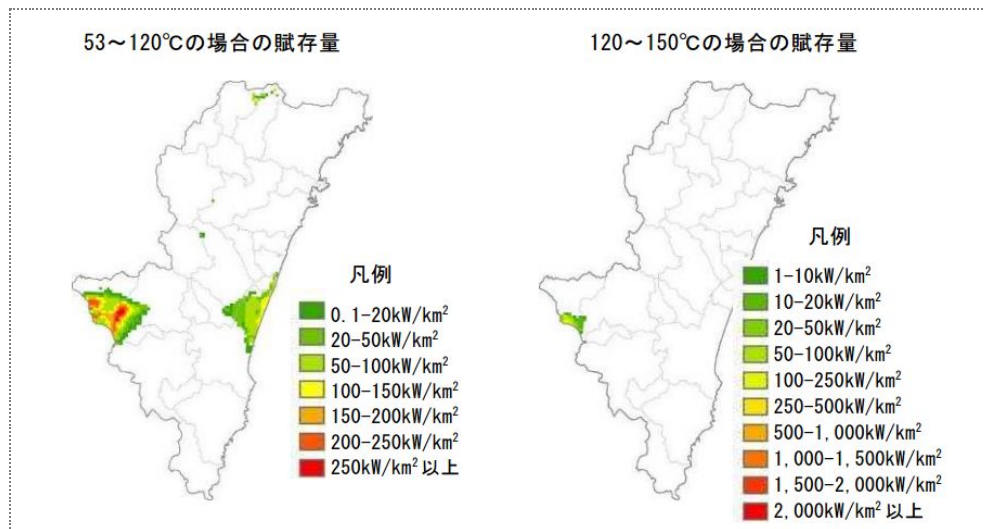 53～120℃の場合の賦存量
凡例
0.1-20kW/km²
20-50kW/km²
50-100kW/km²
100-150kW/km²
150-200kW/km²
200-250kW/km²
250kW/km²以上
120～150℃の場合の賦存量
凡例
1-10kW/km²
10-20kW/km²
20-50kW/km²
50-100kW/km²
100-250kW/km²
250-500kW/km²
500-1,000kW/km²
1,000-1,500kW/km²
1,500-2,000kW/km²
2,000kW/km²以上